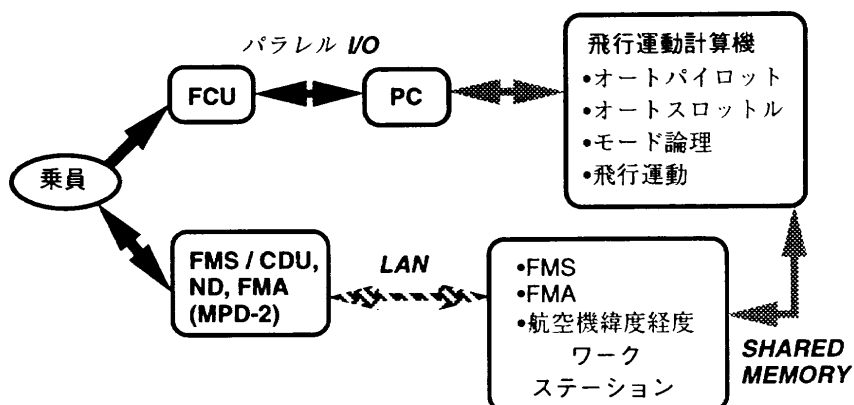 パラレル I/O
FCU
PC
飛行運動計算機
•オートパイロット
•オートスロットル
•モード論理
•飛行運動
乗員
FMS / CDU,
ND, FMA
(MPD-2)
LAN
•FMS
•FMA
•航空機緯度経度
ワーク
ステーション
SHARED
MEMORY